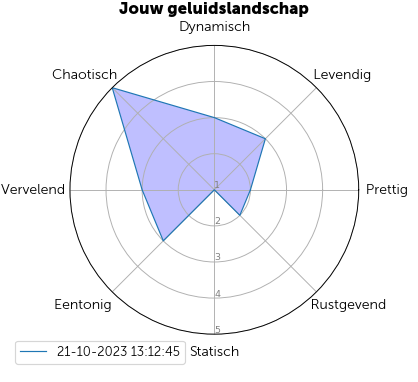 Jouw geluidslandschap
Dynamisch
Chaotisch
Levendig
Vervelend
1
Prettig
2
3
4
Eentonig
Rustgevend
5
21-10-2023 13:12:45
Statisch